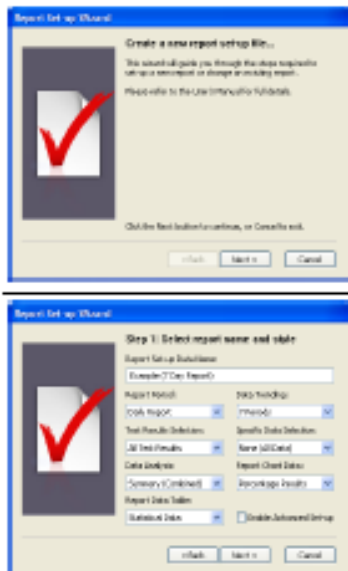 Report Set-up Wizard
Create a new report set-up file...
This wizard will guide you through the steps required to
set-up a new report or change an existing report.
Please refer to the User's Manual for full details.
Click the Next button to continue, or Cancel to exit.
< Back Next > Cancel
Report Set-up Wizard
Step 1: Select report name and style
Report Set-up Data Name:
Example (7 Day Report)
Report Period: Data Trending:
Daily Report 7 Period(s)
Test Results Selection: Specific Data Selection:
All Test Results None (All Data)
Data Analysis: Report Chart Data:
Summary (Combined) Percentage Results
Report Data Table:
Statistical Data Enable Advanced Set-up
< Back Next > Cancel